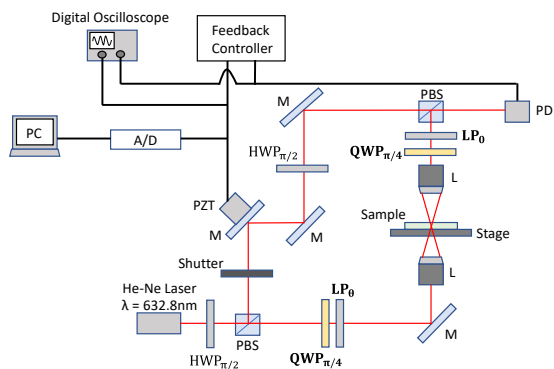 Digital Oscilloscope
Feedback
Controller
M
PBS
PD
PC
A/D
HWPπ/2
LP0
QWPπ/4
L
PZT
M
M
Sample
Stage
Shutter
L
He-Ne Laser
λ = 632.8nm
LPθ
M
HWPπ/2
PBS
QWPπ/4